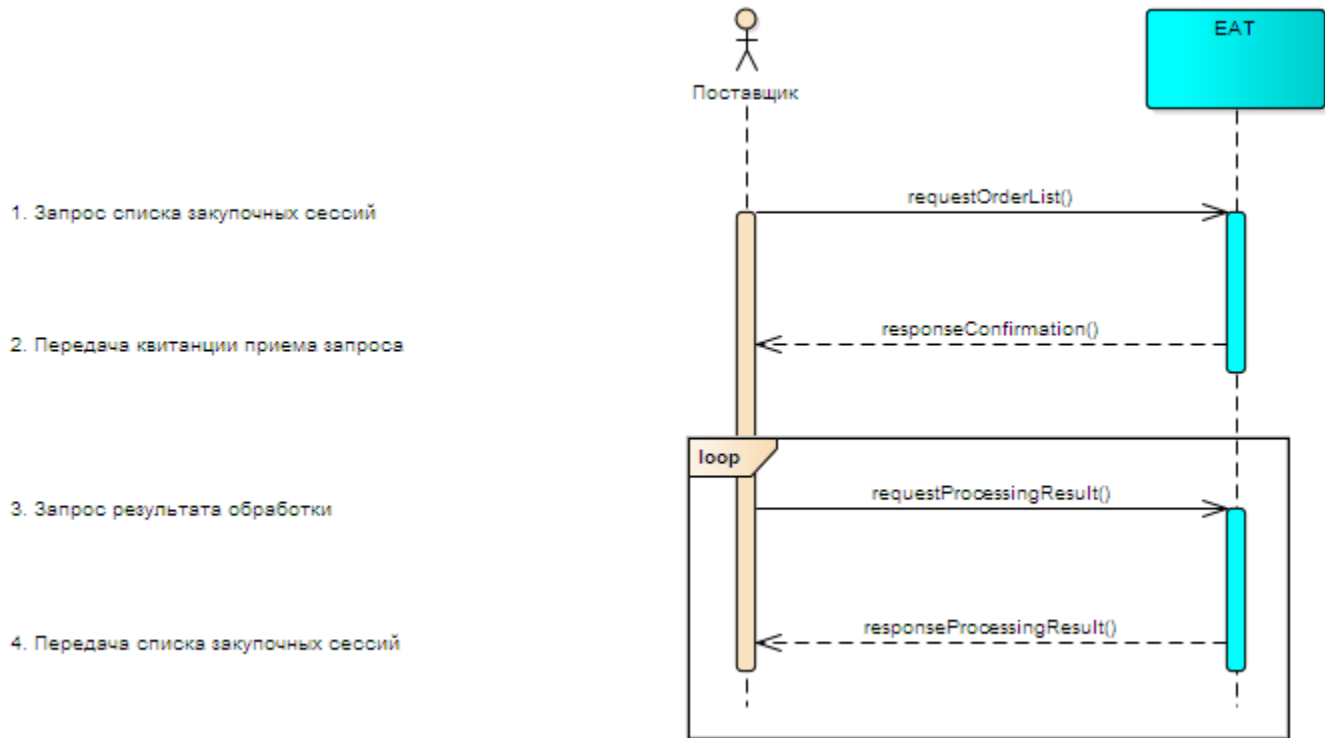 ЕАТ
Поставщик
1. Запрос списка закупочных сессий
requestOrderList()
2. Передача квитанции приема запроса
responseConfirmation()
loop
3. Запрос результата обработки
requestProcessingResult()
4. Передача списка закупочных сессий
responseProcessingResult()